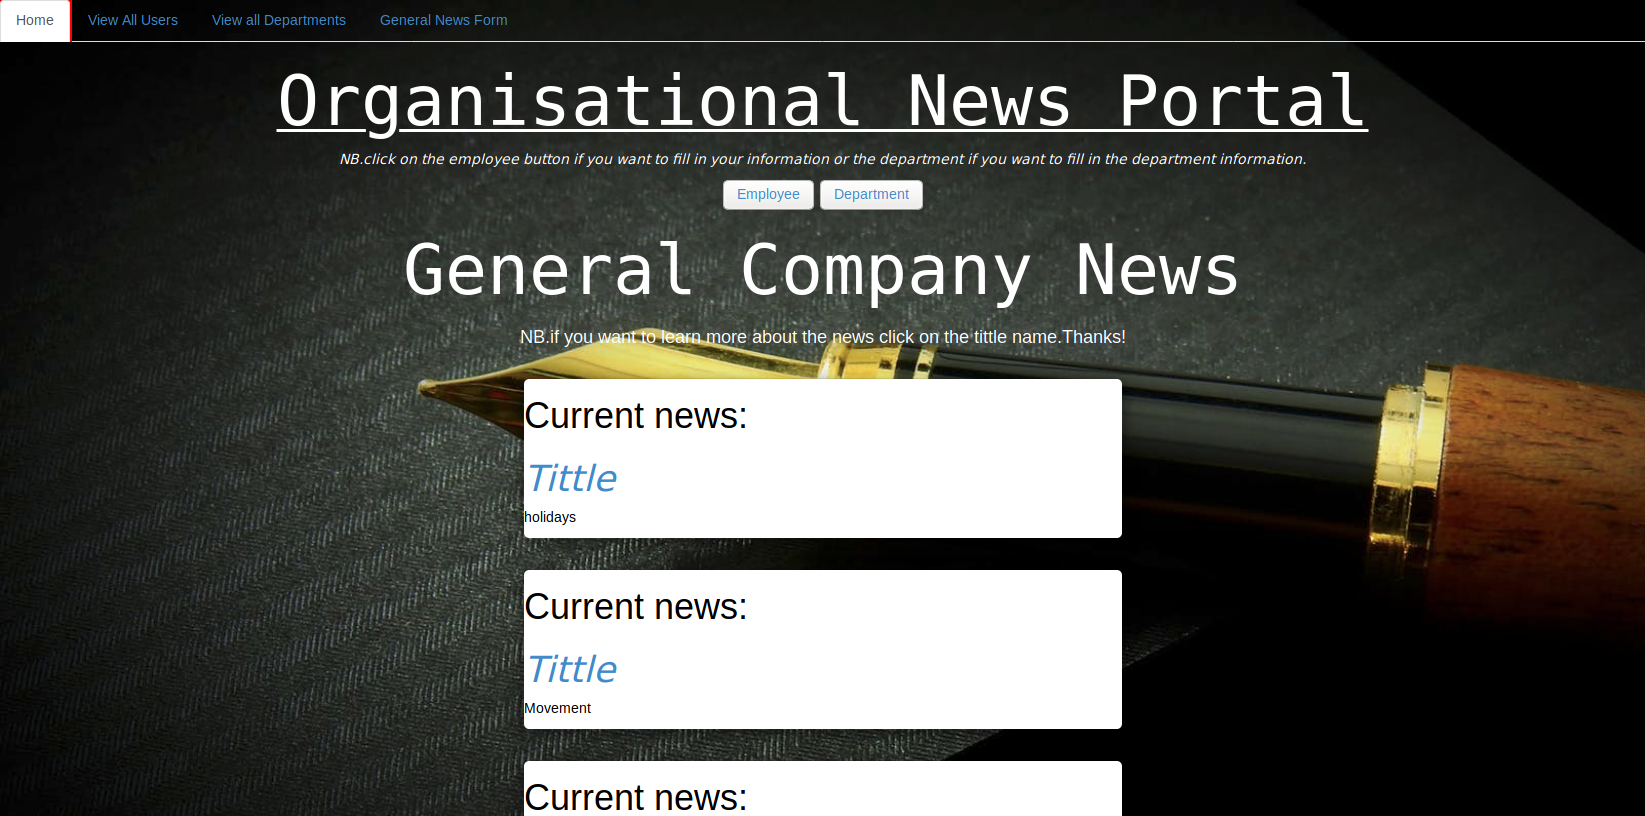 Home View All Users View all Departments General News Form
Organisational News Portal
NB.click on the employee button if you want to fill in your information or the department if you want to fill in the department information.
Employee Department
General Company News
NB.if you want to learn more about the news click on the tittle name.Thanks!
Current news:
Tittle
holidays
Current news:
Tittle
Movement
Current news: